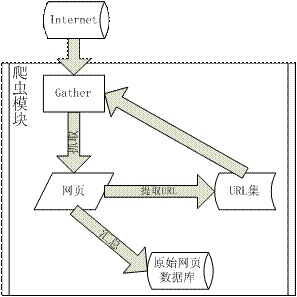 Internet
爬虫模块
Gather
抓取
网页
提取URL
URL集
汇总
原始网页
数据库